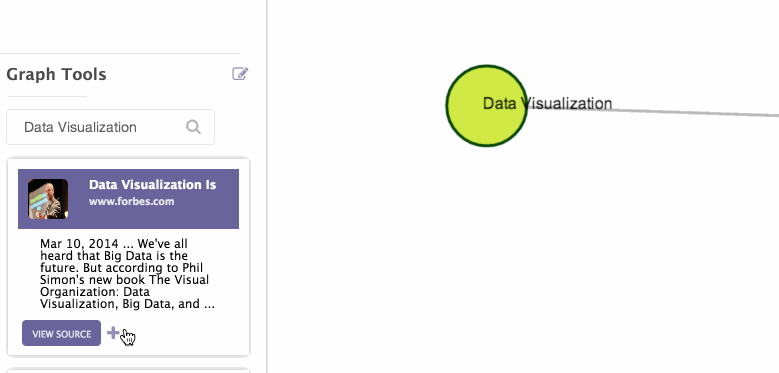 Graph Tools
Data Visualization
Data Visualization Is
www.forbes.com
Mar 10, 2014 ... We've all
heard that Big Data is the
future. But according to Phil
Simon's new book The Visual
Organization: Data
Visualization, Big Data, and ...
VIEW SOURCE
Data Visualization